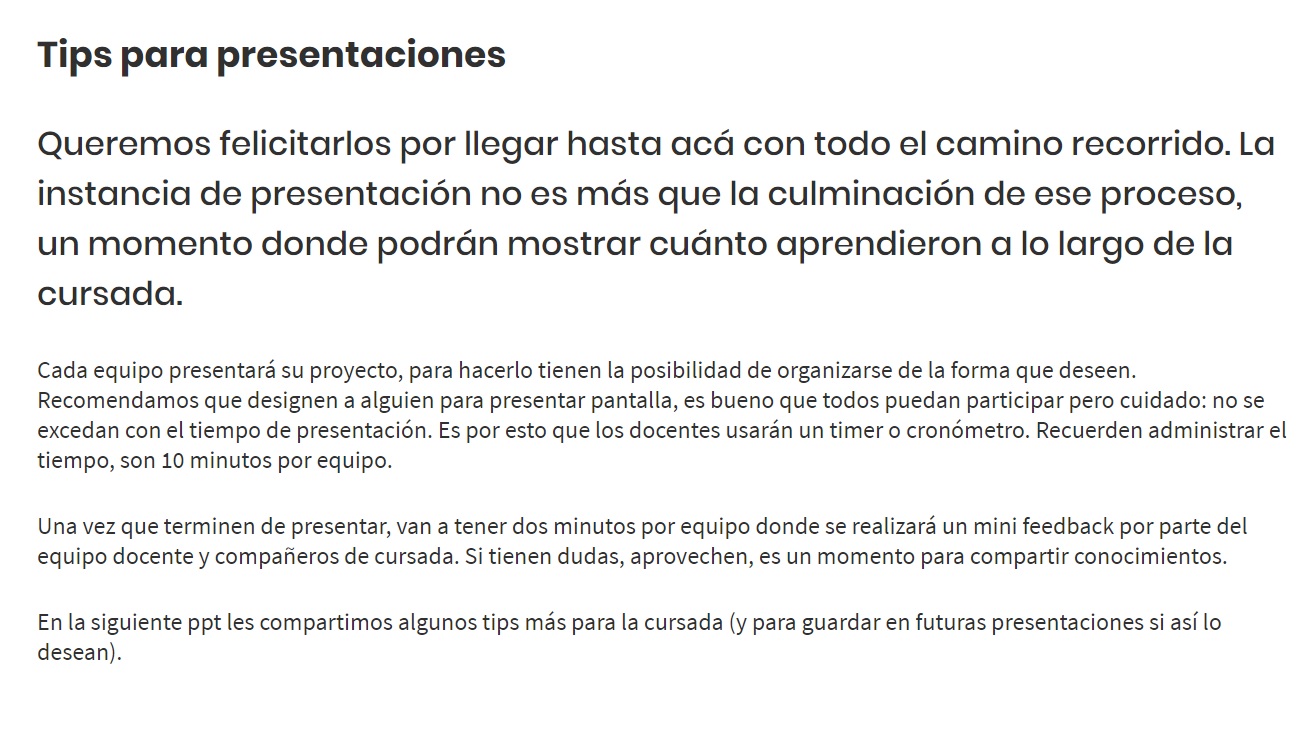 Tips para presentaciones
Queremos felicitarlos por llegar hasta acá con todo el camino recorrido. La
instancia de presentación no es más que la culminación de ese proceso,
un momento donde podrán mostrar cuánto aprendieron a lo largo de la
cursada.
Cada equipo presentará su proyecto, para hacerlo tienen la posibilidad de organizarse de la forma que deseen.
Recomendamos que designen a alguien para presentar pantalla, es bueno que todos puedan participar pero cuidado: no se
excedan con el tiempo de presentación. Es por esto que los docentes usarán un timer o cronómetro. Recuerden administrar el
tiempo, son 10 minutos por equipo.
Una vez que terminen de presentar, van a tener dos minutos por equipo donde se realizará un mini feedback por parte del
equipo docente y compañeros de cursada. Si tienen dudas, aprovechen, es un momento para compartir conocimientos.
En la siguiente ppt les compartimos algunos tips más para la cursada (y para guardar en futuras presentaciones si así lo
desean).